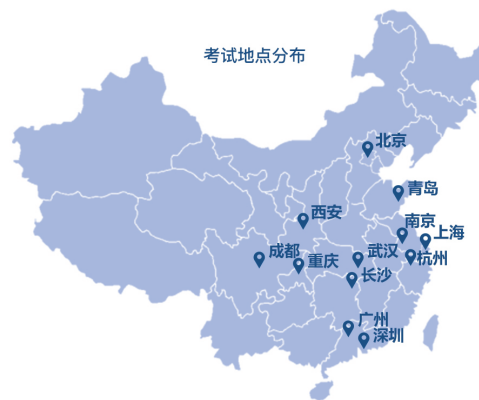 考试地点分布
北京
青岛
西安
南京
上海
成都
重庆
武汉
杭州
长沙
广州
深圳